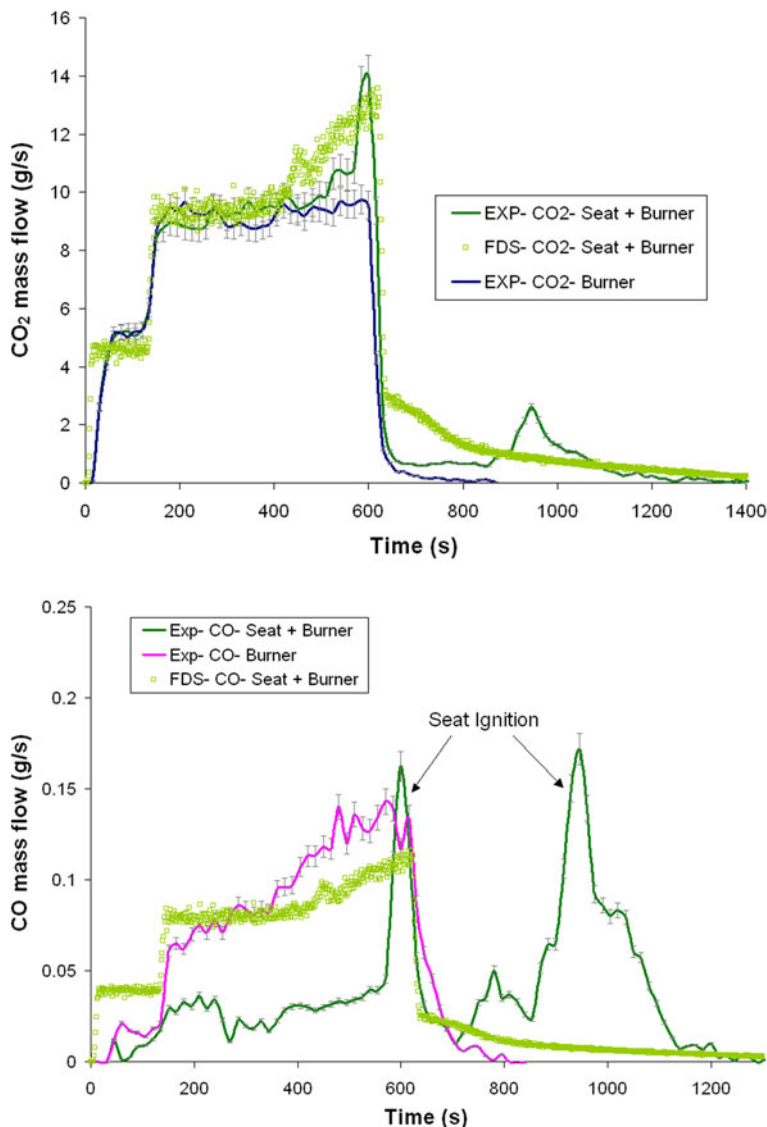 16
14
12
10
8
6
4
2
0
CO2 mass flow (g/s)
EXP- CO2- Seat + Burner
FDS- CO2- Seat + Burner
EXP- CO2- Burner
0 200 400 600 800 1000 1200 1400
Time (s)
0.25
0.2
0.15
0.1
0.05
0
CO mass flow (g/s)
Exp- CO- Seat + Burner
Exp- CO- Burner
FDS- CO- Seat + Burner
Seat Ignition
0 200 400 600 800 1000 1200
Time (s)